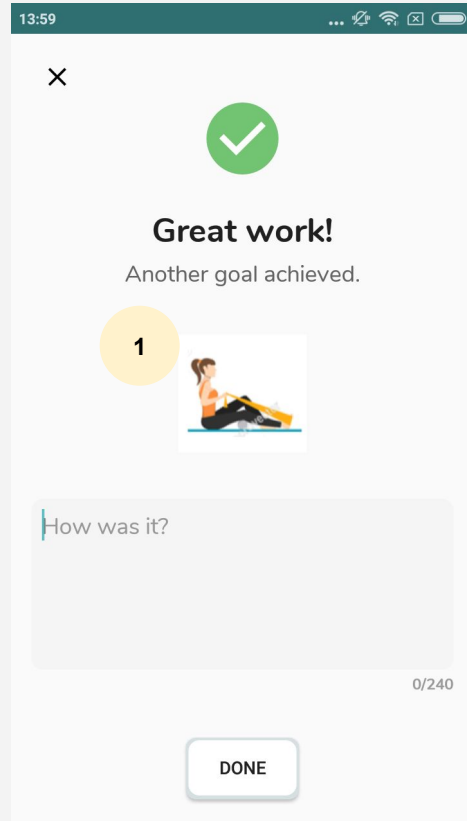 13:59
Great work!
Another goal achieved.
1
How was it?
0/240
DONE